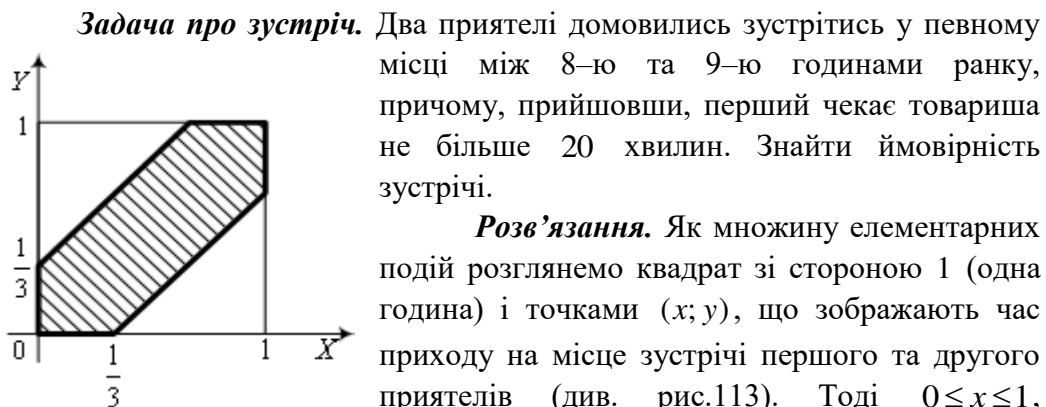 Задача про зустріч. Два приятелі домовились зустрітись у певному
місці між 8–ю та 9–ю годинами ранку,
причому, прийшовши, перший чекає товариша
не більше 20 хвилин. Знайти ймовірність
зустрічі.
Розв’язання. Як множину елементарних
подій розглянемо квадрат зі стороною 1 (одна
година) і точками (x; y), що зображають час
приходу на місце зустрічі першого та другого
приятелів (див. рис.113). Тоді 0 ≤ x ≤ 1,
Y
1
1
3
0
1
3
1
X